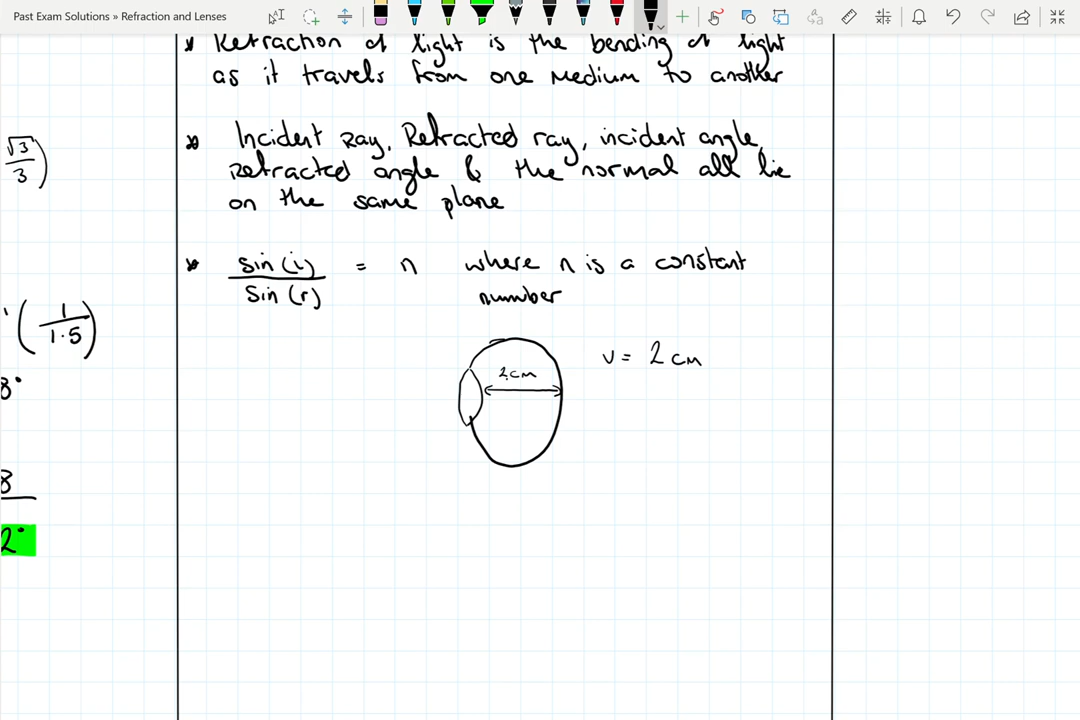 Past Exam Solutions » Refraction and Lenses
* Refraction of light is the bending of light
as it travels from one medium to another
* Incident Ray, Refracted ray, incident angle,
Refracted angle & the normal all lie
on the same plane
* sin(i)/sin(r) = n where n is a constant
number
2cm
v = 2cm
√3/3)
' (1/1.5)
8°
8
2°